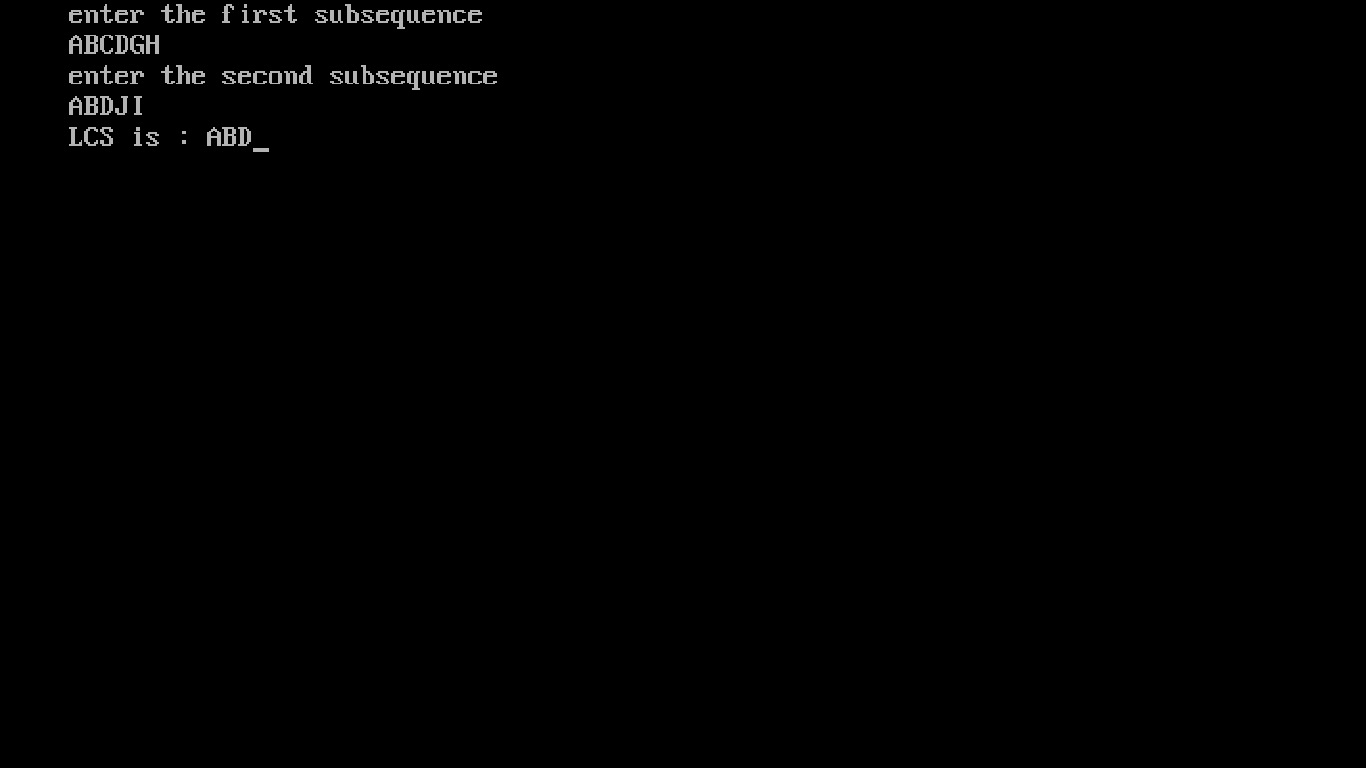 enter the first subsequence
ABCDGH
enter the second subsequence
ABDJI
LCS is : ABD_